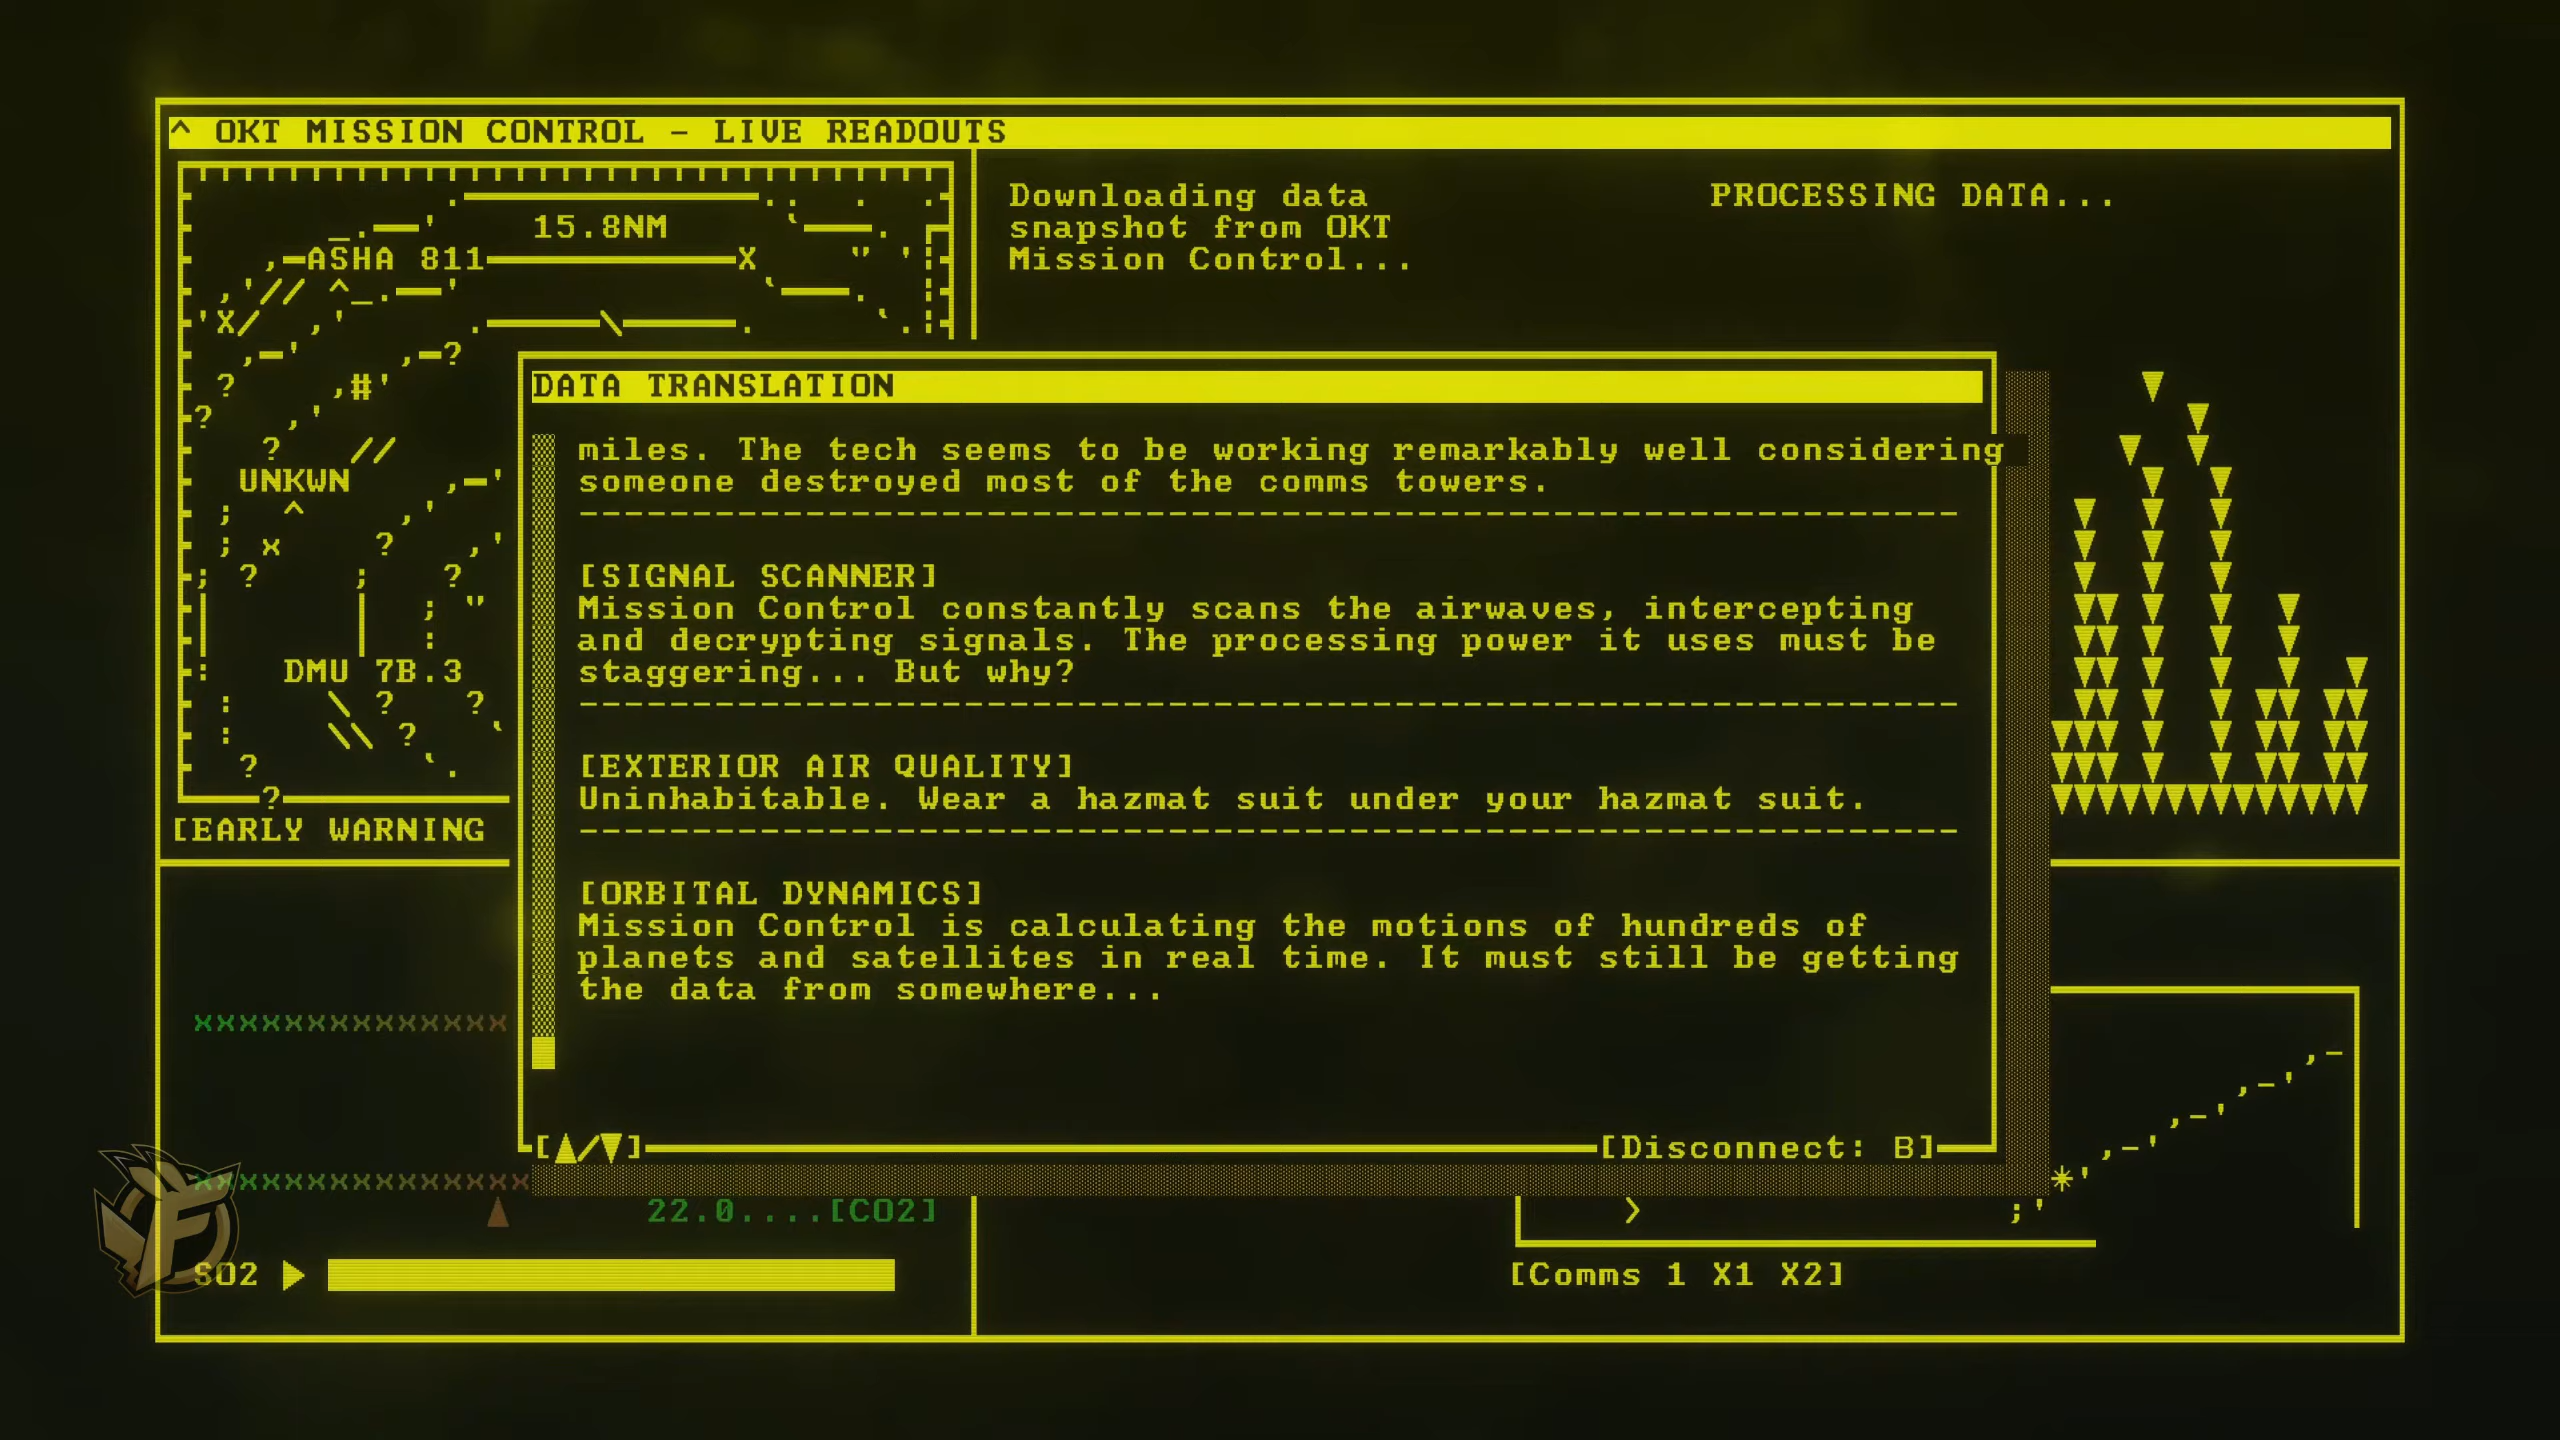 ^ OKT MISSION CONTROL - LIVE READOUTS
15.8NM
ASHA 811
X
X
UNKWN
x
DMU 7B.3
[EARLY WARNING
Downloading data
snapshot from OKT
Mission Control...
PROCESSING DATA...
DATA TRANSLATION
miles. The tech seems to be working remarkably well considering
someone destroyed most of the comms towers.
[SIGNAL SCANNER]
Mission Control constantly scans the airwaves, intercepting
and decrypting signals. The processing power it uses must be
staggering... But why?
[EXTERIOR AIR QUALITY]
Uninhabitable. Wear a hazmat suit under your hazmat suit.
[ORBITAL DYNAMICS]
Mission Control is calculating the motions of hundreds of
planets and satellites in real time. It must still be getting
the data from somewhere...
[▲/▼]
[Disconnect: B]
xxxxxxxxxxxxxx
xxxxxxxxxxxxxxx
22.0....[CO2]
SO2 ▶
[Comms 1 X1 X2]